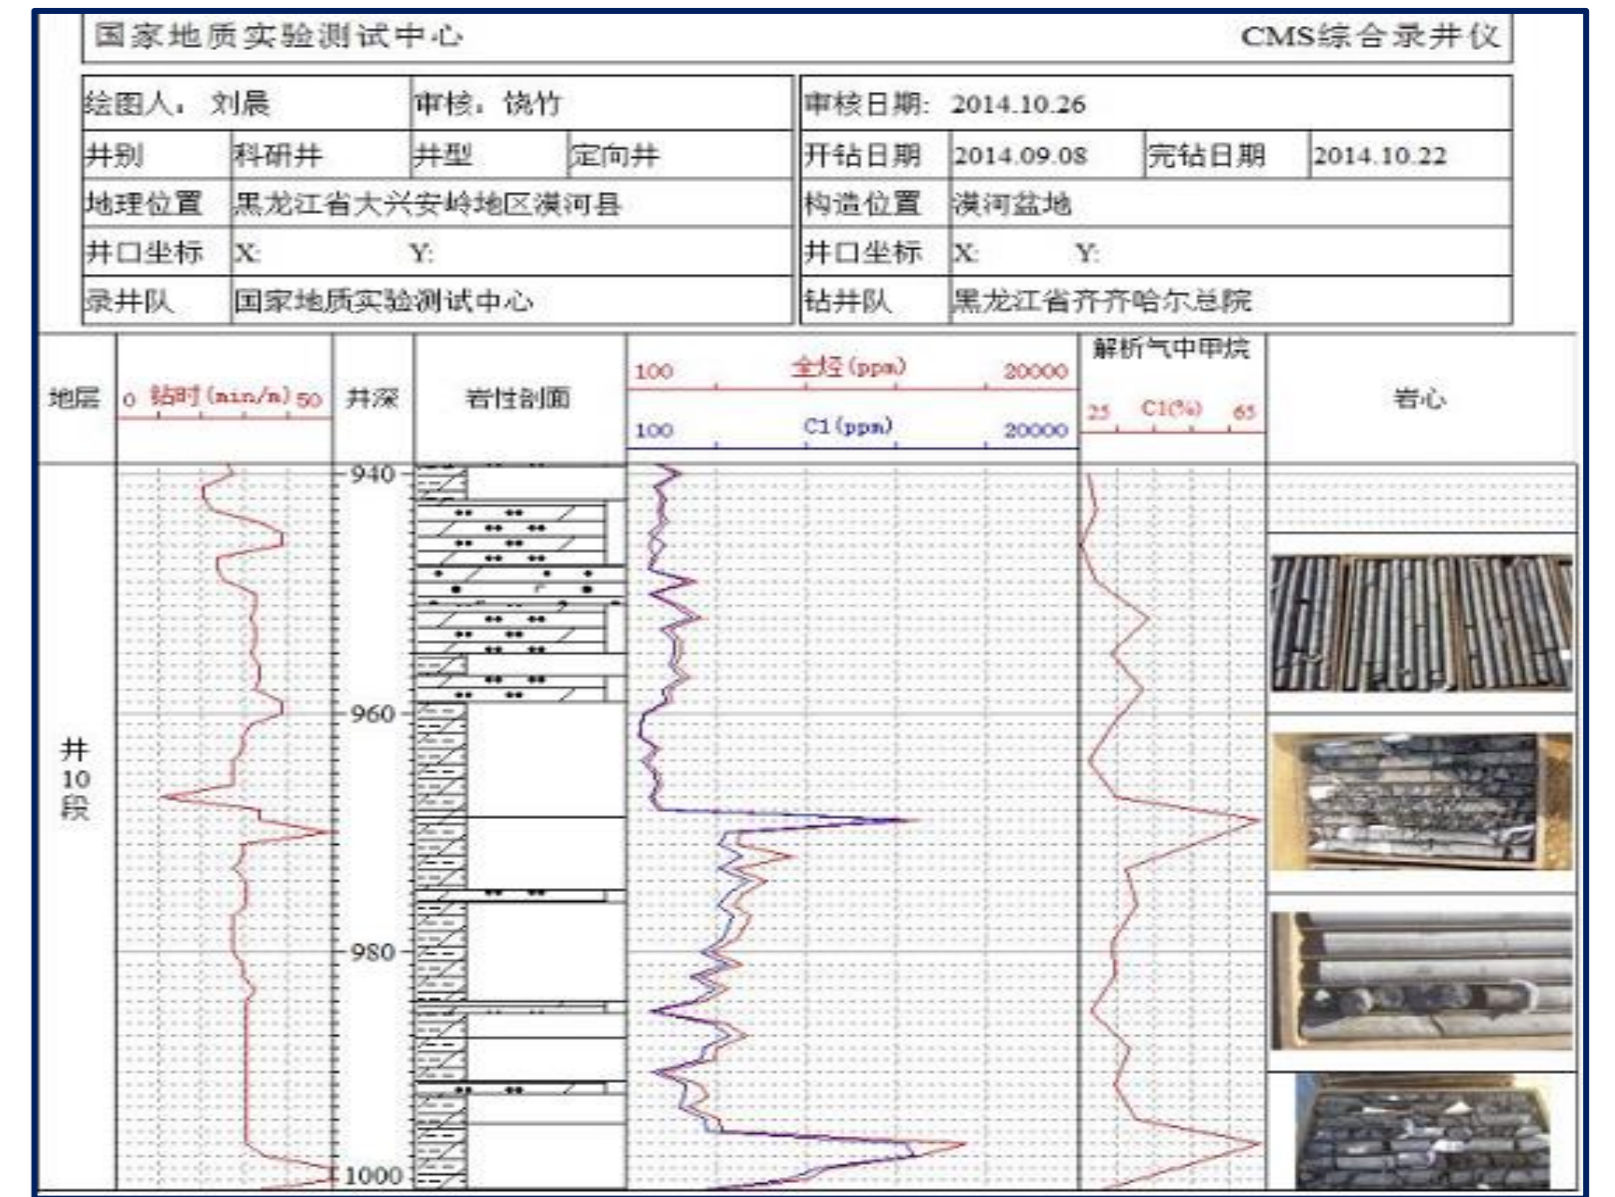 国家地质实验测试中心 CMS综合录井仪
绘图人: 刘晨 审核: 饶竹 审核日期: 2014.10.26
井别 科研井 井型 定向井 开钻日期 2014.09.08 完钻日期 2014.10.22
地理位置 黑龙江省大兴安岭地区漠河县 构造位置 漠河盆地
井口坐标 X: Y: 井口坐标 X: Y:
录井队 国家地质实验测试中心 钻井队 黑龙江省齐齐哈尔总院
地层
0 钻时(min/m) 50
井深
岩性剖面
100 全烃(ppm) 20000
100 C1(ppm) 20000
解析气中甲烷
25 C1(%) 65
岩心
940
960
井
10
段
980
1000